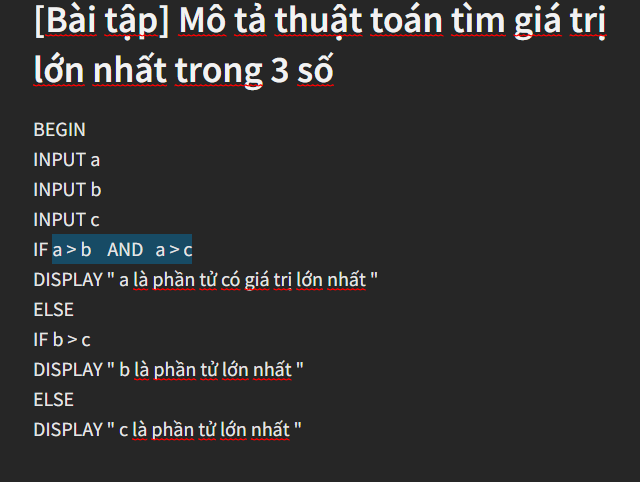 [Bài tập] Mô tả thuật toán tìm giá trị
lớn nhất trong 3 số
BEGIN
INPUT a
INPUT b
INPUT c
IF a > b AND a > c
DISPLAY " a là phần tử có giá trị lớn nhất "
ELSE
IF b > c
DISPLAY " b là phần tử lớn nhất "
ELSE
DISPLAY " c là phần tử lớn nhất "